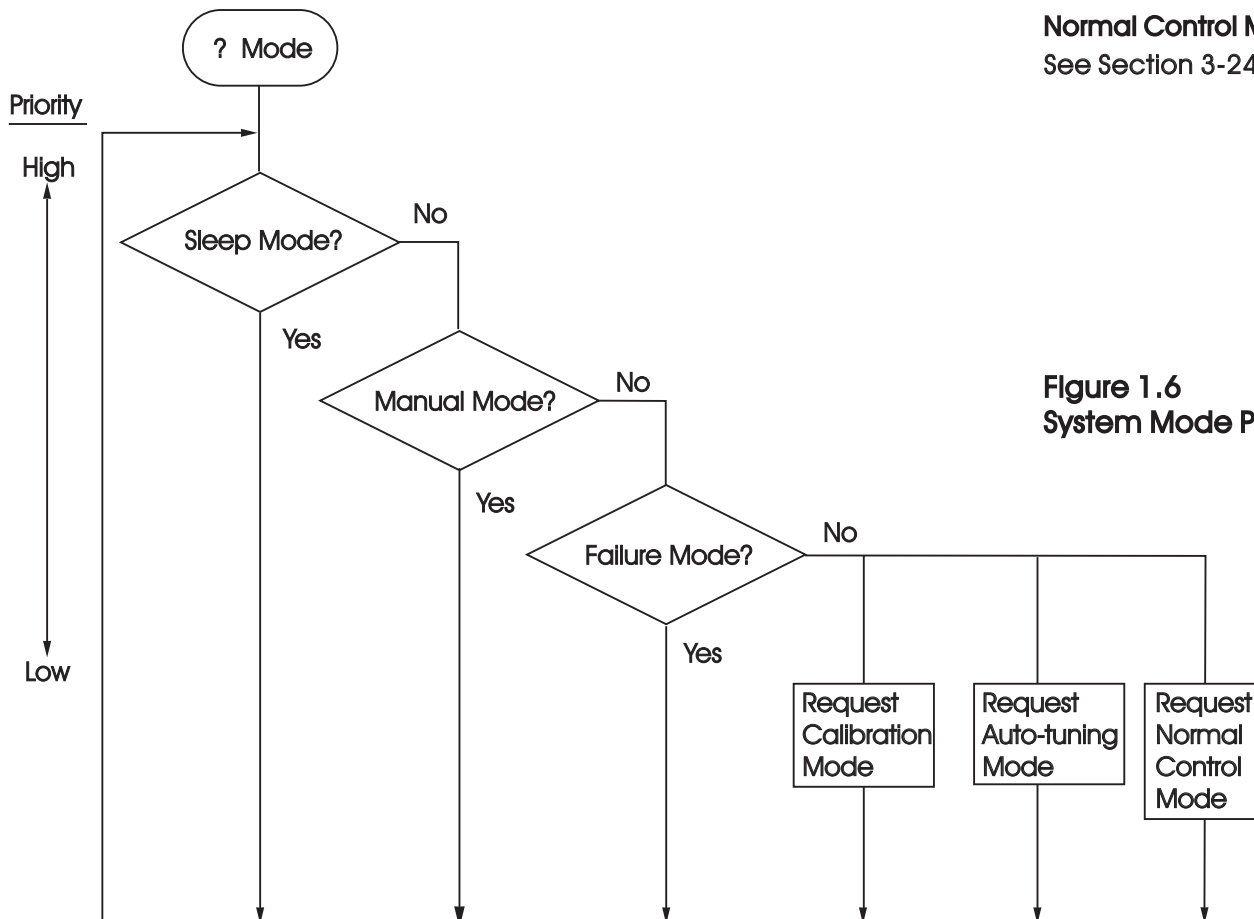 Normal Control M
See Section 3-24
? Mode
Priority
High
No
Sleep Mode?
Yes
No
Manual Mode?
Figure 1.6
System Mode P
Yes
No
Failure Mode?
Yes
Low
Request
Calibration
Mode
Request
Auto-tuning
Mode
Request
Normal
Control
Mode